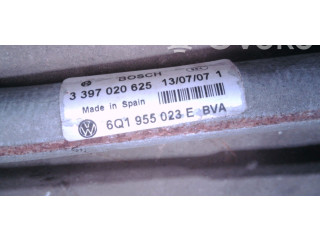 BOSCH
3 397 020 625 13/07/07 1
Made in Spain
6Q1 955 023 E BVA